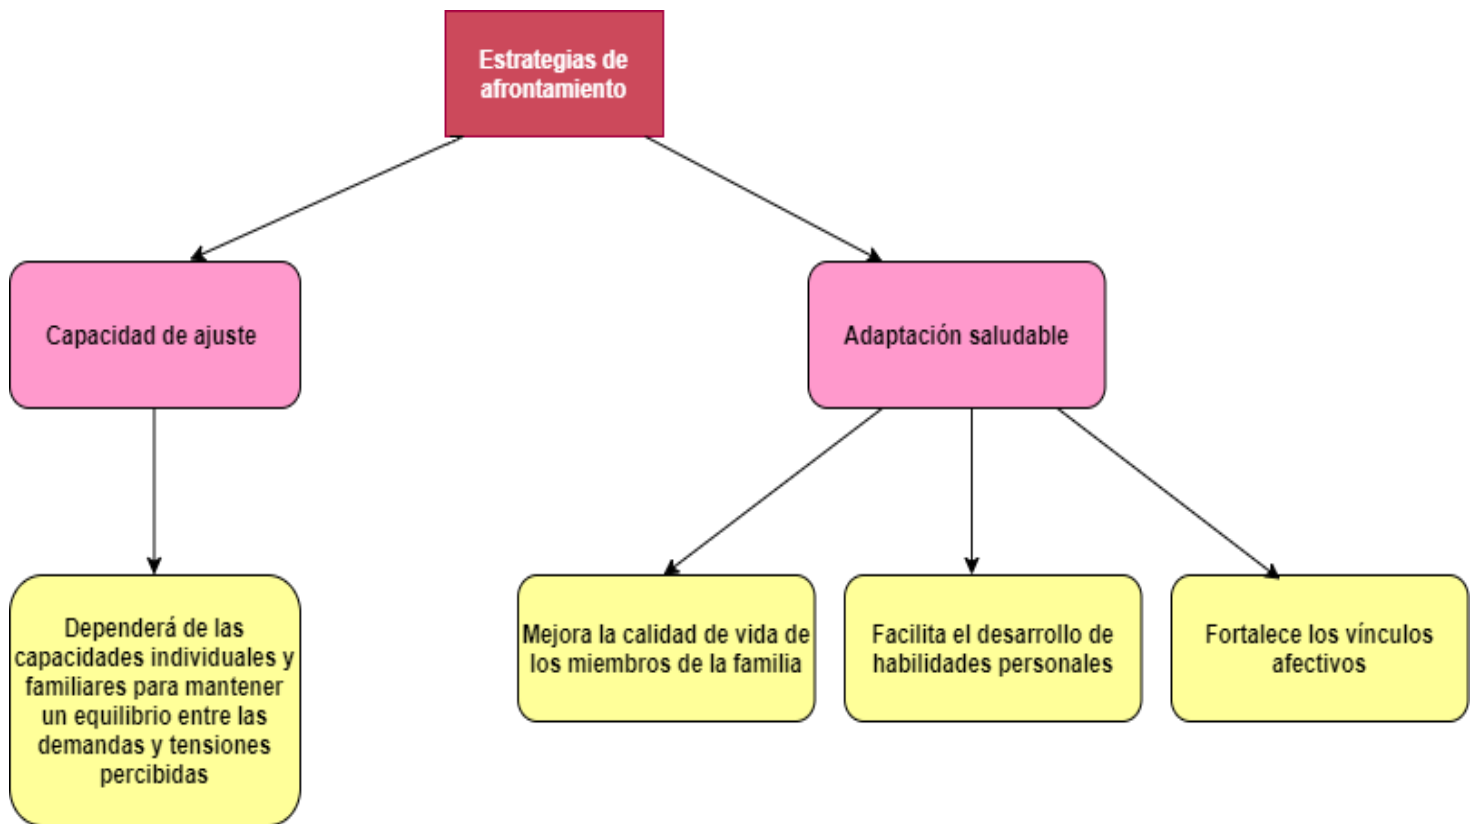 Estrategias de
afrontamiento
Capacidad de ajuste
Adaptación saludable
Dependerá de las
capacidades individuales y
familiares para mantener
un equilibrio entre las
demandas y tensiones
percibidas
Mejora la calidad de vida de
los miembros de la familia
Facilita el desarrollo de
habilidades personales
Fortalece los vínculos
afectivos